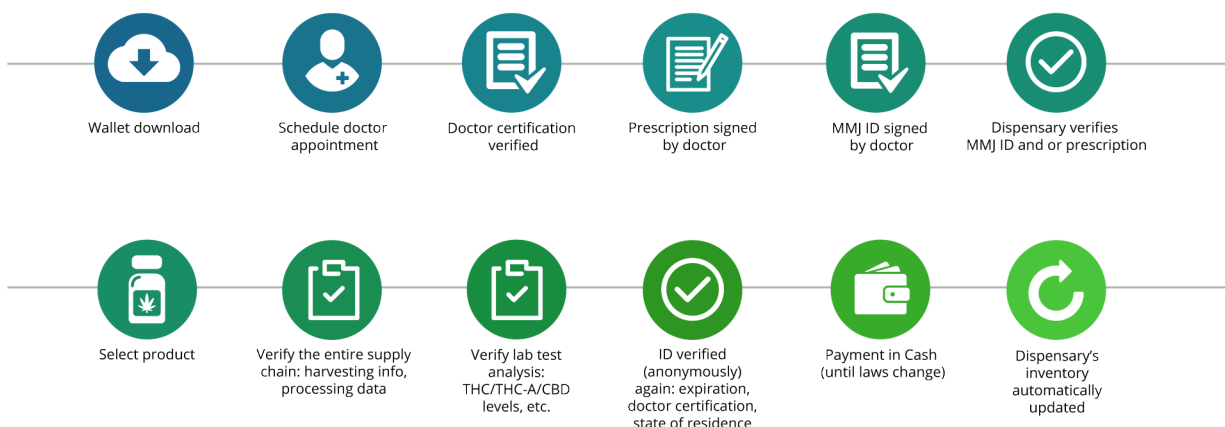 Wallet download
Schedule doctor
appointment
Doctor certification
verified
Prescription signed
by doctor
MMJ ID signed
by doctor
Dispensary verifies
MMJ ID and or prescription
Select product
Verify the entire supply
chain: harvesting info,
processing data
Verify lab test
analysis:
THC/THC-A/CBD
levels, etc.
ID verified
(anonymously)
again: expiration,
doctor certification,
state of residence
Payment in Cash
(until laws change)
Dispensary’s
inventory
automatically
updated